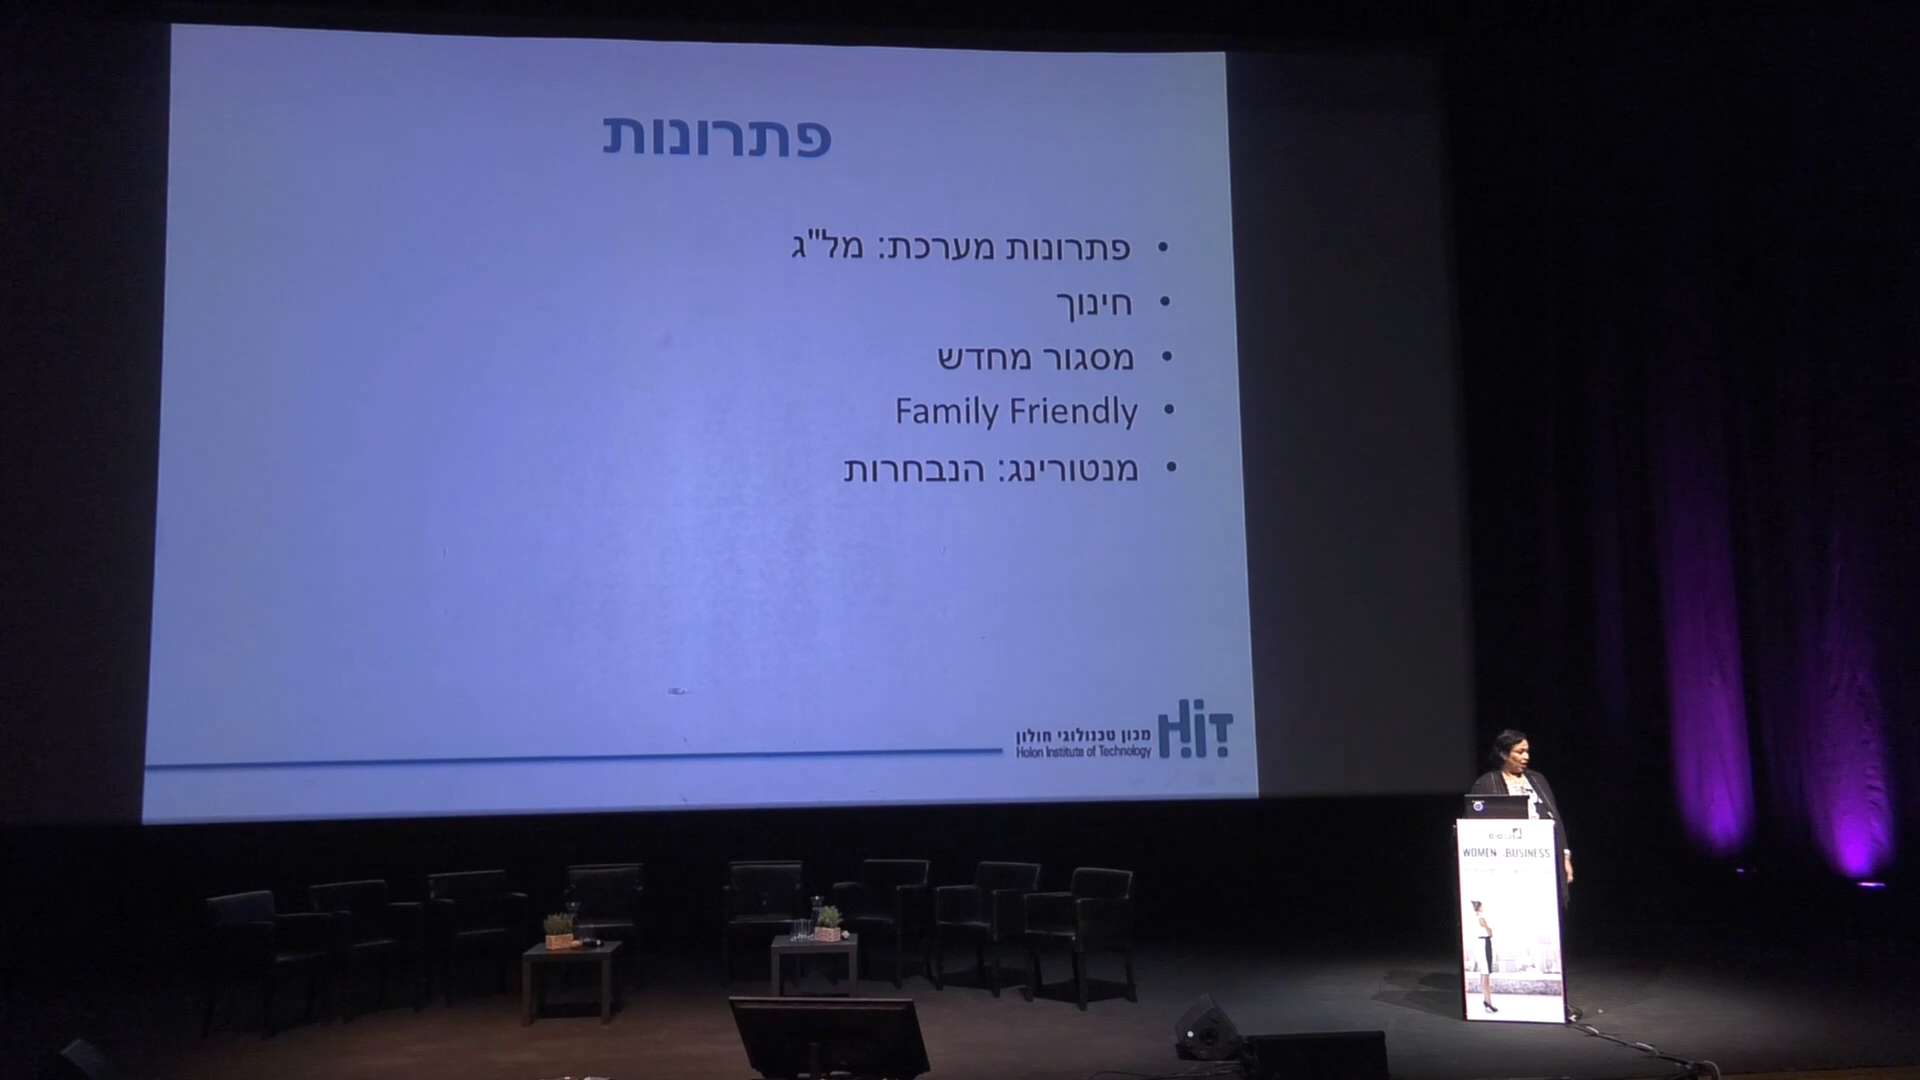 פתרונות
• פתרונות מערכת: מל"ג
• חינוך
• מסגור מחדש
• Family Friendly
• מנטורינג: הנבחרות
מכון טכנולוגי חולון
Holon Institute of Technology
HiT
WOMEN BUSINESS